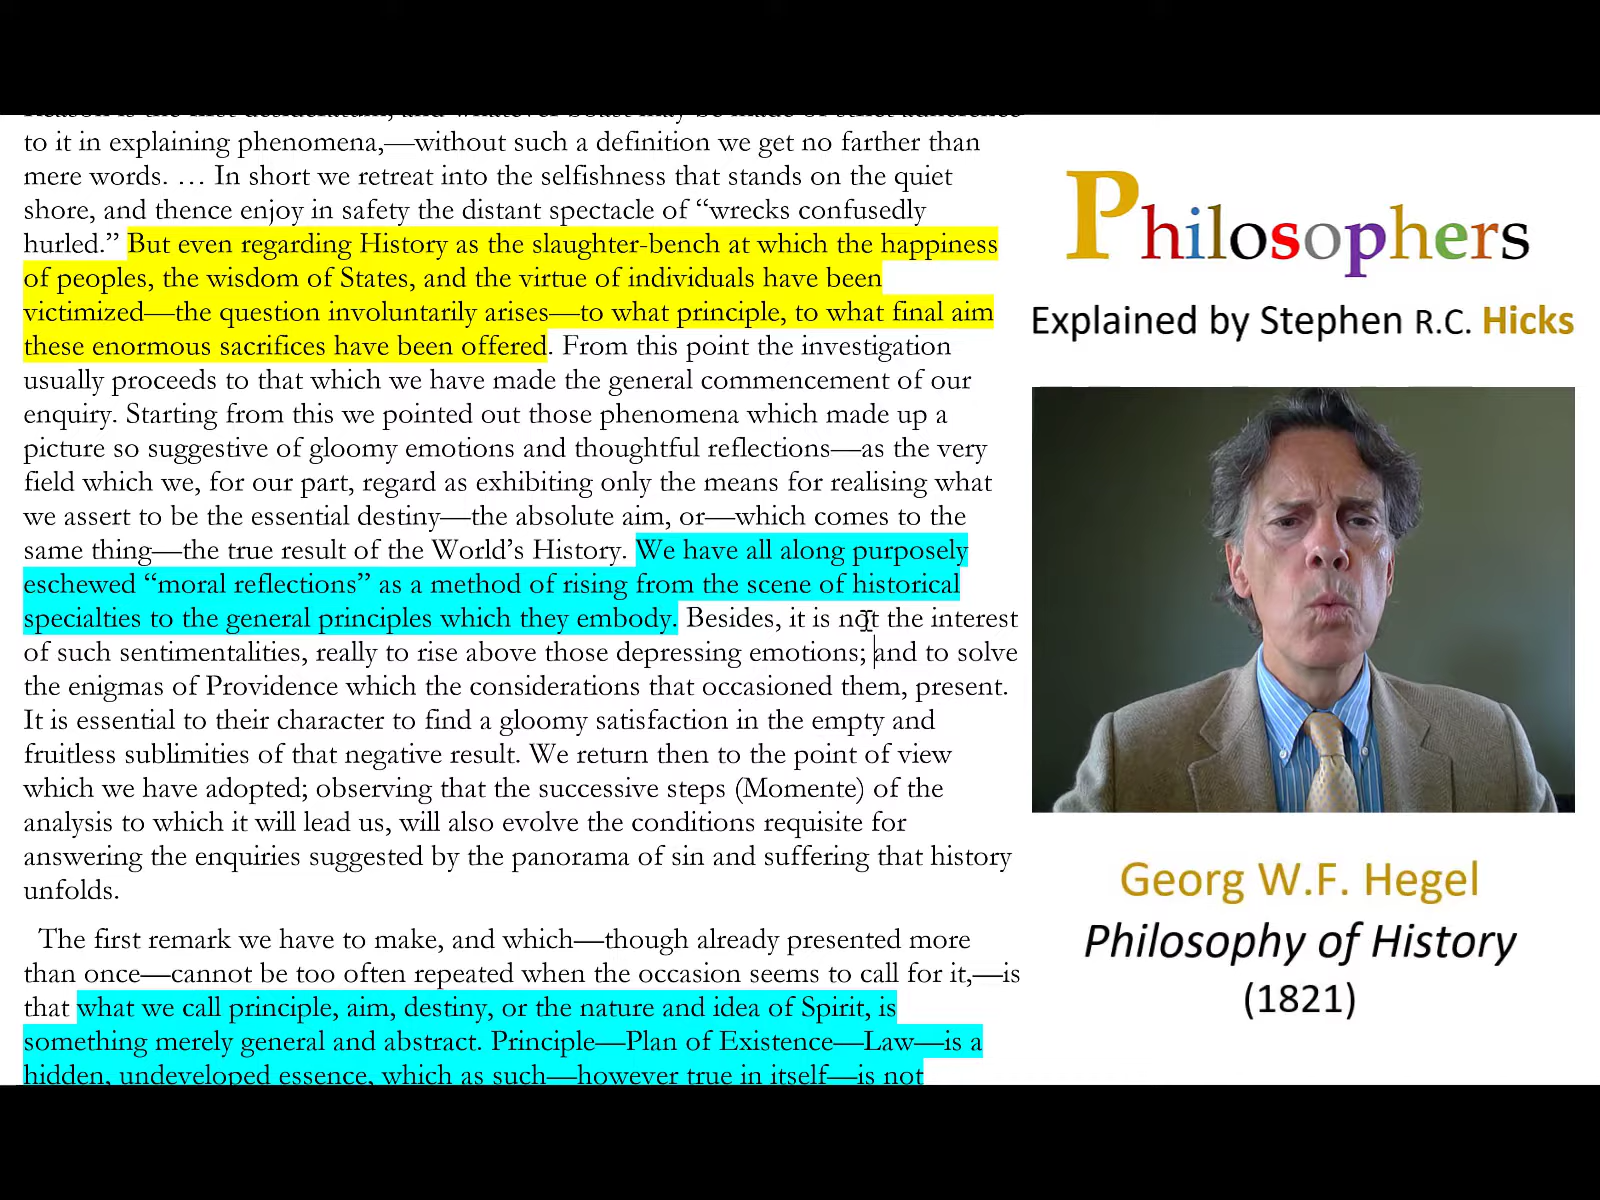 Reason is the first desideratum, and whatever boast may be made of strict adherence
to it in explaining phenomena,—without such a definition we get no farther than
mere words. … In short we retreat into the selfishness that stands on the quiet
shore, and thence enjoy in safety the distant spectacle of “wrecks confusedly
hurled.” But even regarding History as the slaughter-bench at which the happiness
of peoples, the wisdom of States, and the virtue of individuals have been
victimized—the question involuntarily arises—to what principle, to what final aim
these enormous sacrifices have been offered. From this point the investigation
usually proceeds to that which we have made the general commencement of our
enquiry. Starting from this we pointed out those phenomena which made up a
picture so suggestive of gloomy emotions and thoughtful reflections—as the very
field which we, for our part, regard as exhibiting only the means for realising what
we assert to be the essential destiny—the absolute aim, or—which comes to the
same thing—the true result of the World’s History. We have all along purposely
eschewed “moral reflections” as a method of rising from the scene of historical
specialties to the general principles which they embody. Besides, it is not the interest
of such sentimentalities, really to rise above those depressing emotions; and to solve
the enigmas of Providence which the considerations that occasioned them, present.
It is essential to their character to find a gloomy satisfaction in the empty and
fruitless sublimities of that negative result. We return then to the point of view
which we have adopted; observing that the successive steps (Momente) of the
analysis to which it will lead us, will also evolve the conditions requisite for
answering the enquiries suggested by the panorama of sin and suffering that history
unfolds.
The first remark we have to make, and which—though already presented more
than once—cannot be too often repeated when the occasion seems to call for it,—is
that what we call principle, aim, destiny, or the nature and idea of Spirit, is
something merely general and abstract. Principle—Plan of Existence—Law—is a
hidden, undeveloped essence, which as such—however true in itself—is not
Philosophers
Explained by Stephen R.C. Hicks
Georg W.F. Hegel
Philosophy of History
(1821)